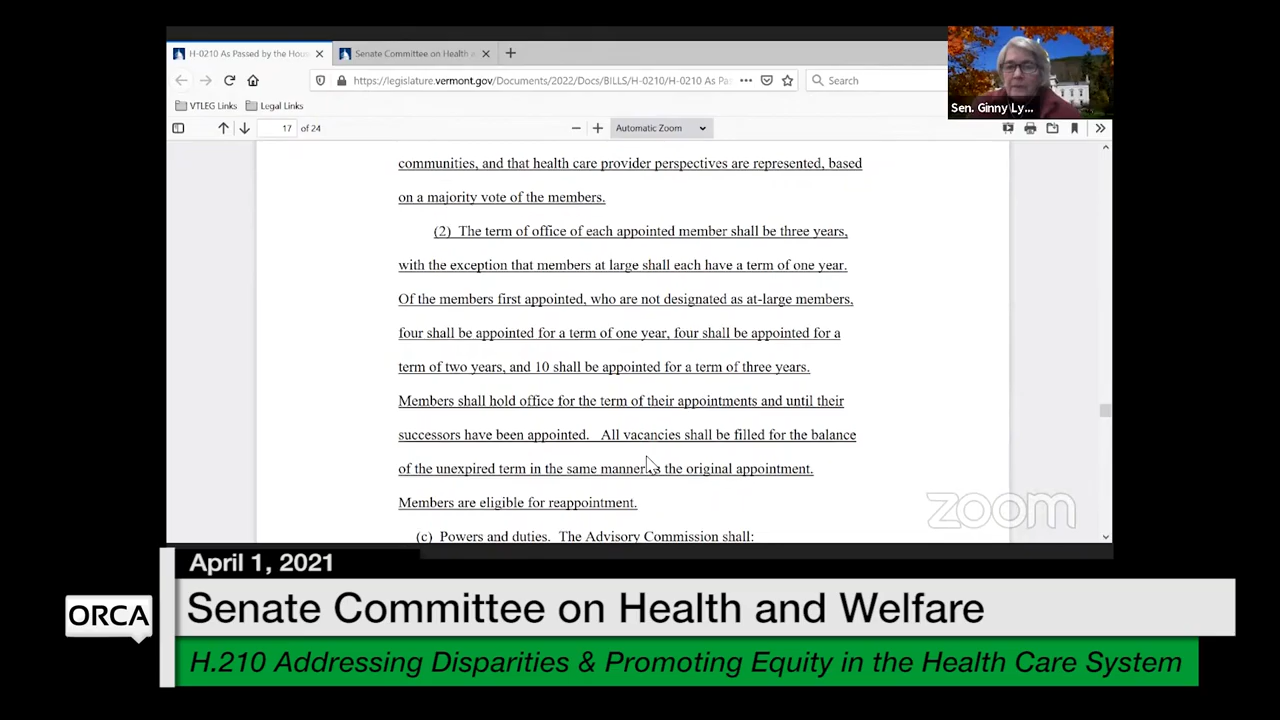 H-0210 As Passed by the Hou
Senate Committee on Health a
https://legislature.vermont.gov/Documents/2022/Docs/BILLS/H-0210/H-0210 As Pa
Search
VTLEG Links
Legal Links
17 of 24
Automatic Zoom
Sen. Ginny Ly...
communities, and that health care provider perspectives are represented, based
on a majority vote of the members.
(2) The term of office of each appointed member shall be three years,
with the exception that members at large shall each have a term of one year.
Of the members first appointed, who are not designated as at-large members,
four shall be appointed for a term of one year, four shall be appointed for a
term of two years, and 10 shall be appointed for a term of three years.
Members shall hold office for the term of their appointments and until their
successors have been appointed. All vacancies shall be filled for the balance
of the unexpired term in the same manner as the original appointment.
Members are eligible for reappointment.
(c) Powers and duties. The Advisory Commission shall:
zoom
April 1, 2021
ORCA
Senate Committee on Health and Welfare
H.210 Addressing Disparities & Promoting Equity in the Health Care System